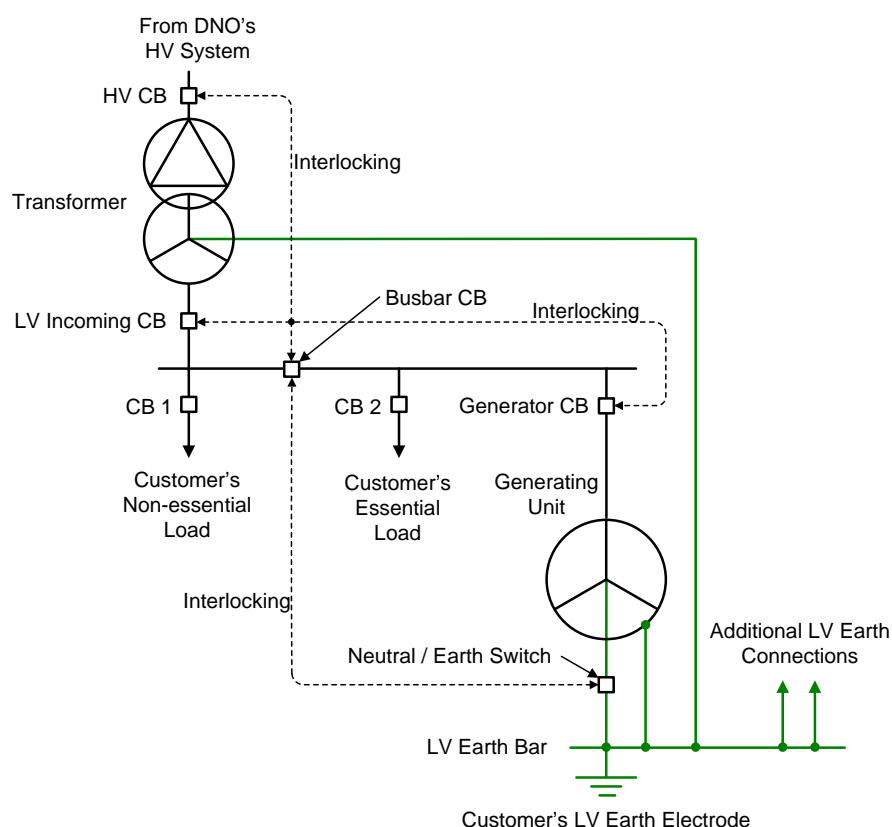 From DNO's
HV System
HV CB
Interlocking
Transformer
Busbar CB
LV Incoming CB
Interlocking
CB 1
CB 2
Generator CB
Customer's
Non-essential
Load
Customer's
Essential
Load
Generating
Unit
Interlocking
Additional LV Earth
Connections
Neutral / Earth Switch
LV Earth Bar
Customer's LV Earth Electrode